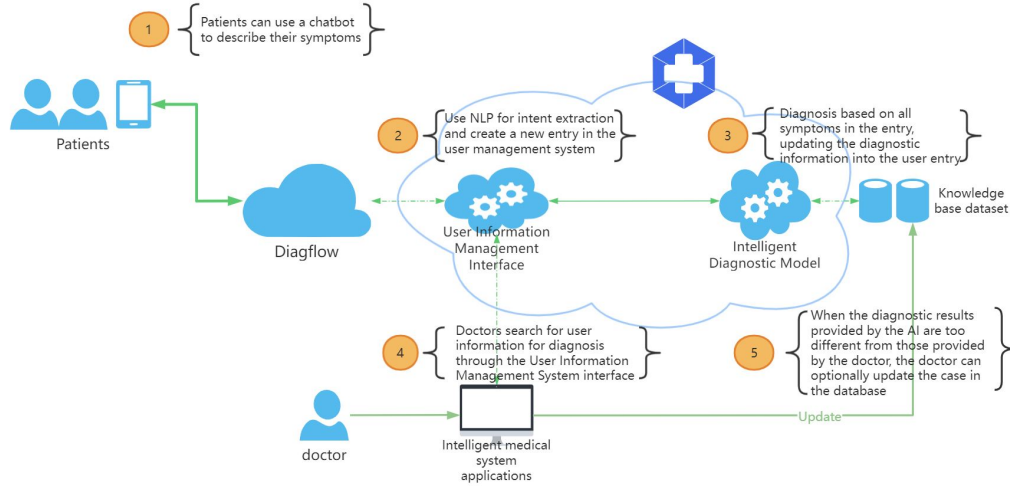 1
Patients can use a chatbot
to describe their symptoms
Patients
2
Use NLP for intent extraction
and create a new entry in the
user management system
3
Diagnosis based on all
symptoms in the entry,
updating the diagnostic
information into the user entry
Diagflow
User Information
Management
Interface
Intelligent
Diagnostic Model
Knowledge
base dataset
4
Doctors search for user
information for diagnosis
through the User Information
Management System interface
5
When the diagnostic results
provided by the AI are too
different from those provided
by the doctor, the doctor can
optionally update the case in
the database
doctor
Intelligent medical
system
applications
Update